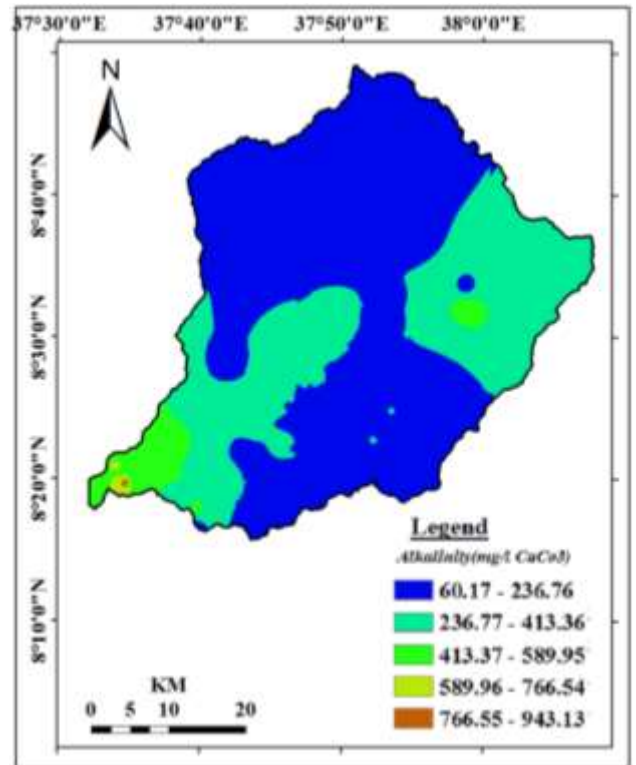 37°30'0"E 37°40'0"E 37°50'0"E 38°0'0"E
N
8°40'0"N
8°30'0"N
8°20'0"N
8°10'0"N
Legend
Alkalinity(mg/l CaCo3)
60.17 - 236.76
236.77 - 413.36
413.37 - 589.95
589.96 - 766.54
766.55 - 943.13
KM
0 5 10 20